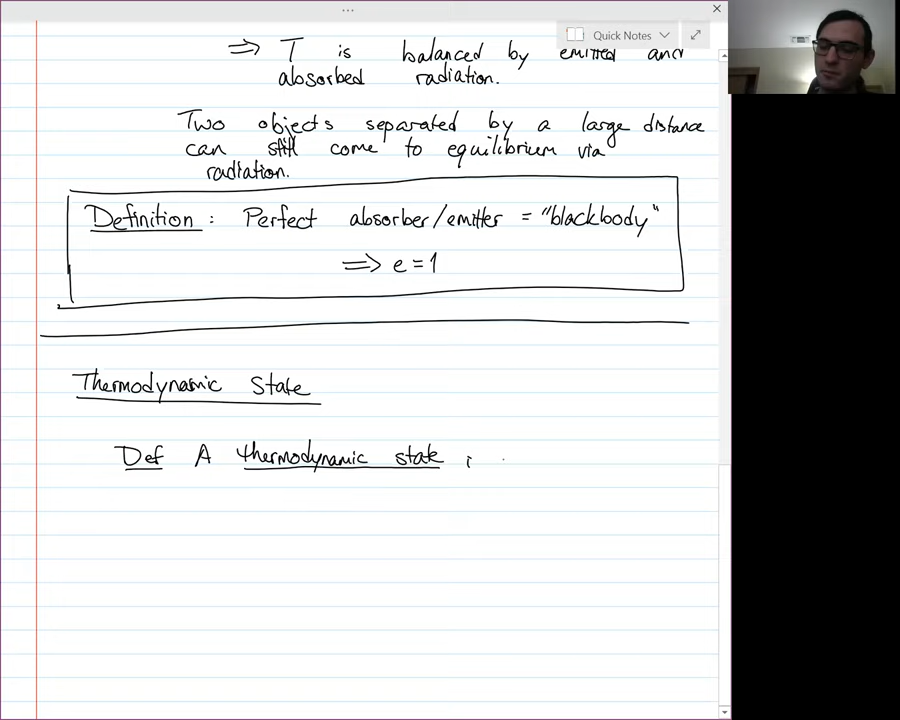 Quick Notes
⇒ T is balanced by emitted and
absorbed radiation.
Two objects separated by a large distance
can still come to equilibrium via
radiation.
Definition : Perfect absorber/emitter = "blackbody"
⇒ e = 1
Thermodynamic State
Def A thermodynamic state i